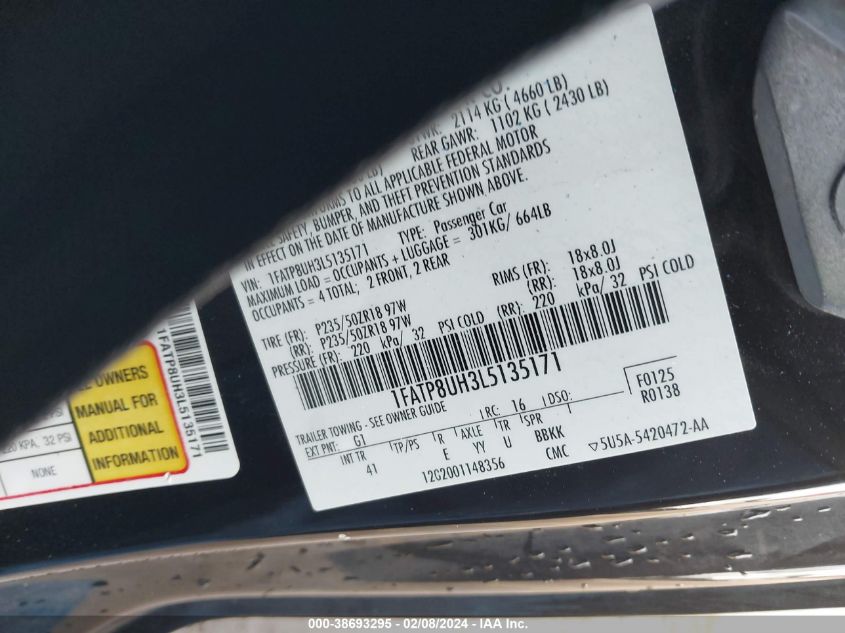 CO.
2114 KG ( 4660 LB)
REAR GAWR: 1102 KG ( 2430 LB)
TO ALL APPLICABLE FEDERAL MOTOR
SAFETY, BUMPER, AND THEFT PREVENTION STANDARDS
IN EFFECT ON THE DATE OF MANUFACTURE SHOWN ABOVE.
VIN: 1FATP8UH3L5135171 TYPE: Passenger Car
MAXIMUM LOAD = OCCUPANTS + LUGGAGE = 301KG/ 664LB
OCCUPANTS = 4 TOTAL; 2 FRONT, 2 REAR
TIRE (FR): P235/50ZR18 97W RIMS (FR): 18x8.0J
(RR): P235/50ZR18 97W (RR): 18x8.0J
PRESSURE (FR): 220 kPa/ 32 PSI COLD (RR): 220 kPa/ 32 PSI COLD
1FATP8UH3L5135171
TRAILER TOWING - SEE OWNER GUIDE
EXT PNT: G1 RC: 16 DSO: F0125
R0138
INT TR TP/PS R AXLE TR SPR
41 E YY U BBKK
12G2001148356 CMC ▽5U5A-5420472-AA
1FATP8UH3L5135171
OWNERS
MANUAL FOR
ADDITIONAL
INFORMATION
PSI
KPA, 32 PSI
NONE
000-38693295 - 02/08/2024 - IAA Inc.